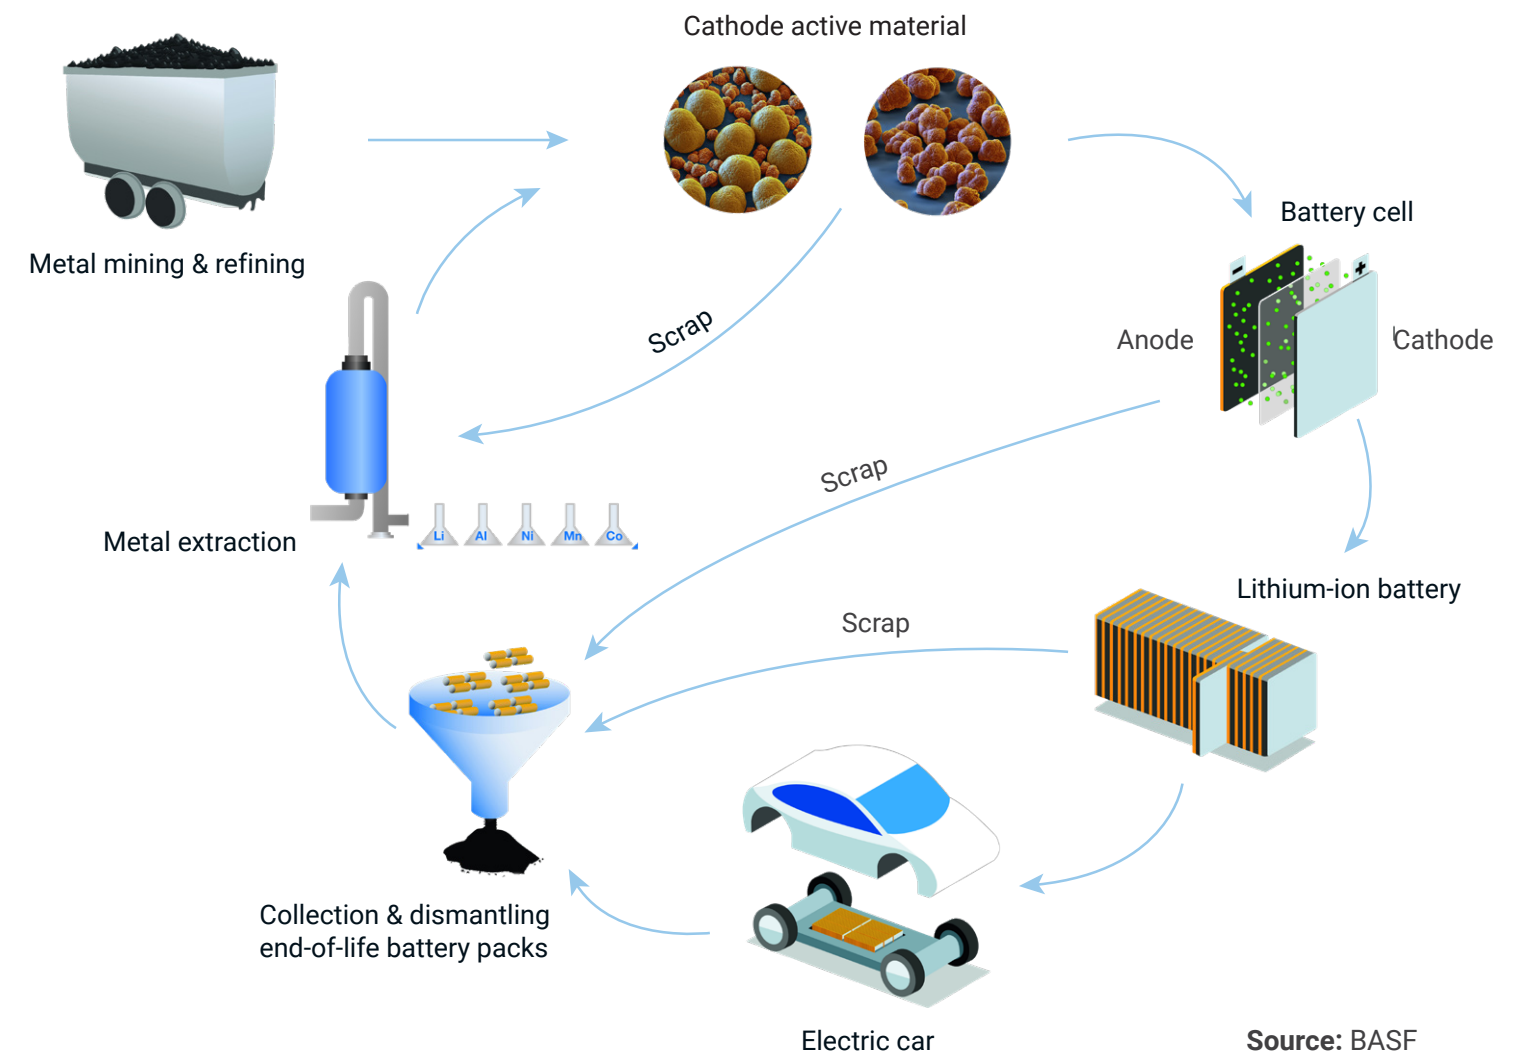 Cathode active material
Metal mining & refining
Battery cell
-
+
Anode
Cathode
Scrap
Scrap
Metal extraction
Li
Al
Ni
Mn
Co
Lithium-ion battery
Scrap
Collection & dismantling
end-of-life battery packs
Electric car
Source: BASF